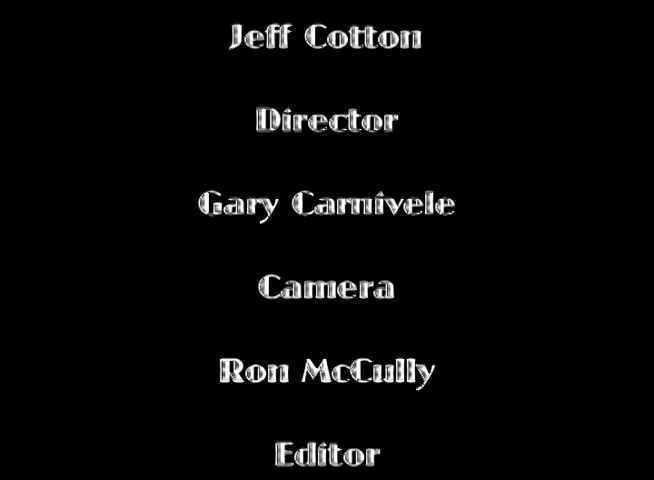 Jeff Cotton
Director
Gary Carnivele
Camera
Ron McCully
Editor